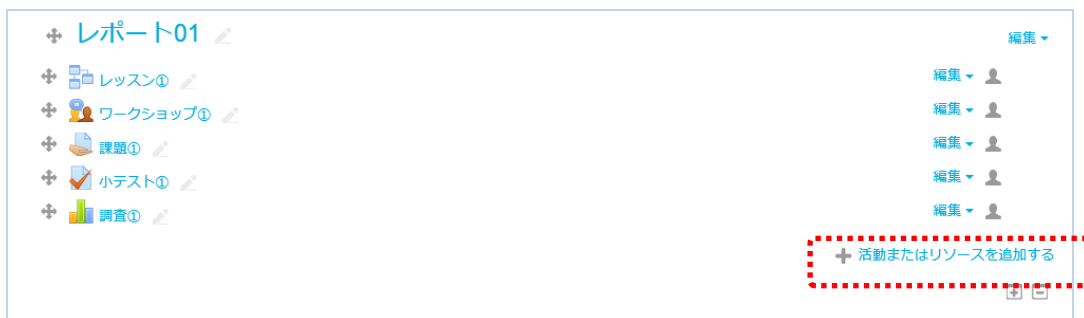 レポート01 編集
レッスン① 編集
ワークショップ① 編集
課題① 編集
小テスト① 編集
調査① 編集
活動またはリソースを追加する